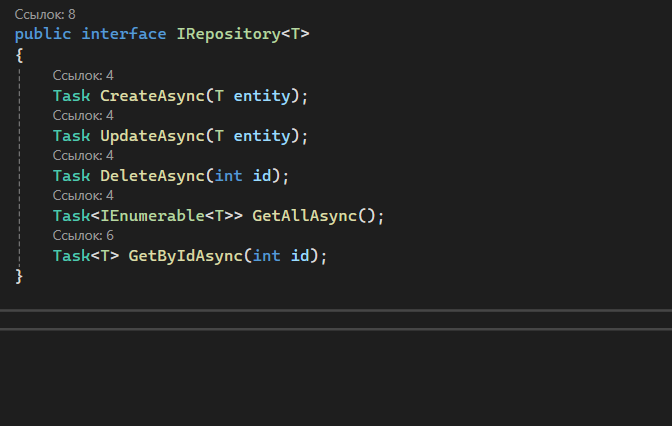 Ссылок: 8
public interface IRepository<T>
{
Ссылок: 4
Task CreateAsync(T entity);
Ссылок: 4
Task UpdateAsync(T entity);
Ссылок: 4
Task DeleteAsync(int id);
Ссылок: 4
Task<IEnumerable<T>> GetAllAsync();
Ссылок: 6
Task<T> GetByIdAsync(int id);
}